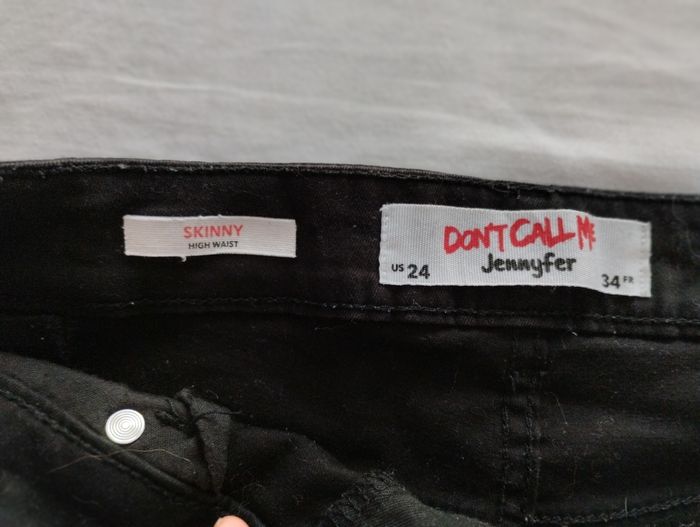 SKINNY
HIGH WAIST
DON'T CALL ME
Jennyfer
US 24
34 FR